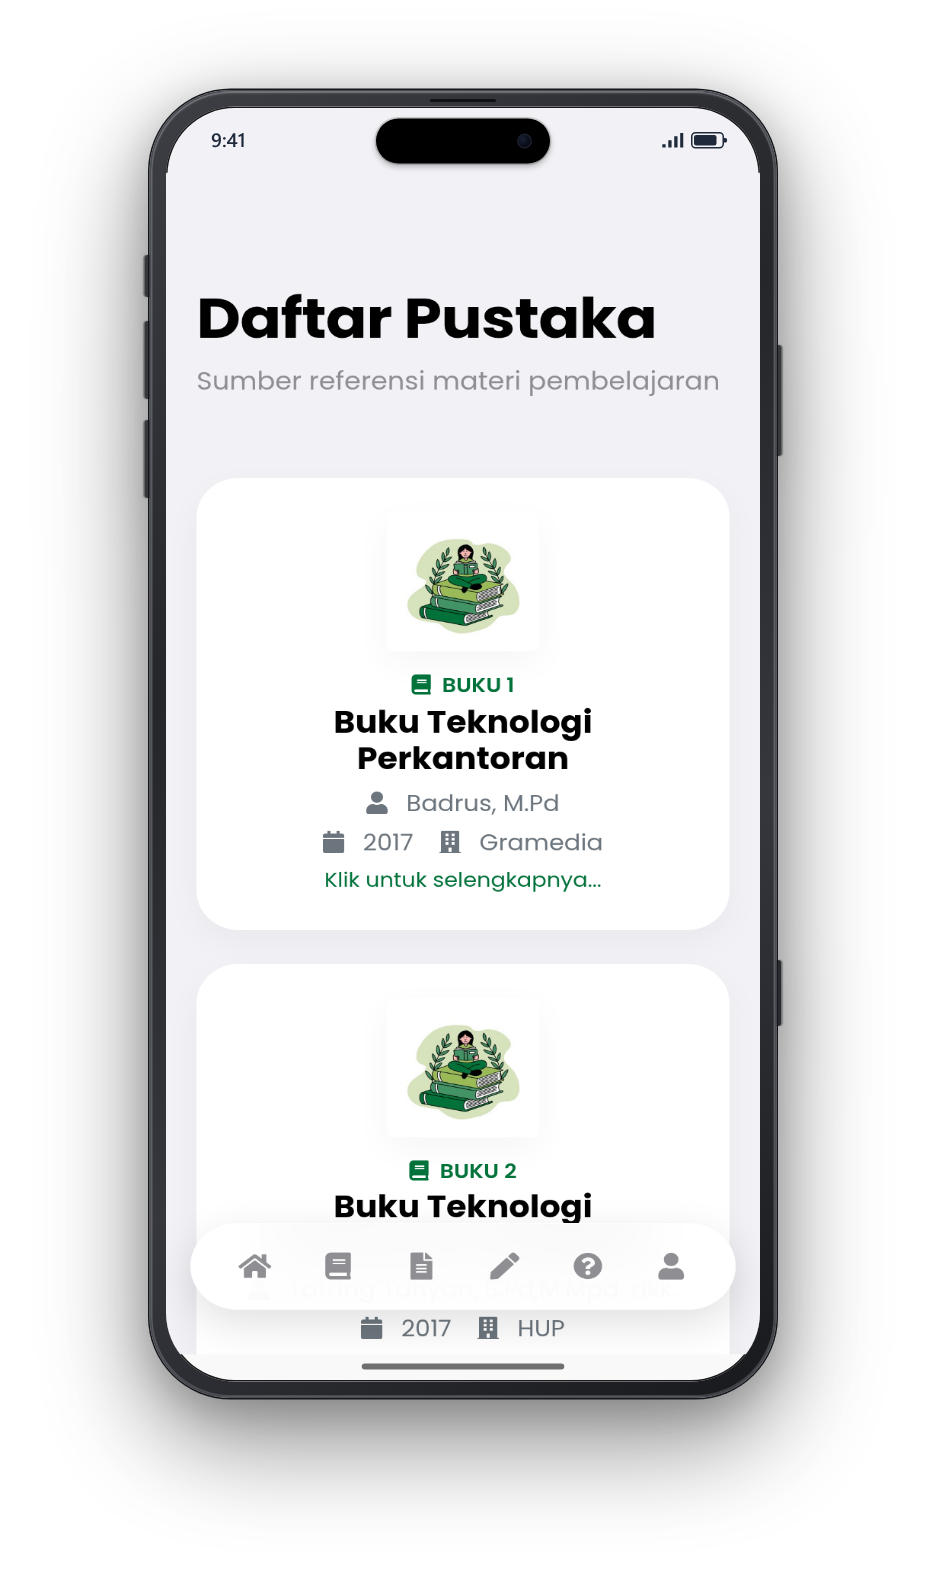 9:41
Daftar Pustaka
Sumber referensi materi pembelajaran
BUKU 1
Buku Teknologi
Perkantoran
Badrus, M.Pd
2017 Gramedia
Klik untuk selengkapnya...
BUKU 2
Buku Teknologi
2017 HUP